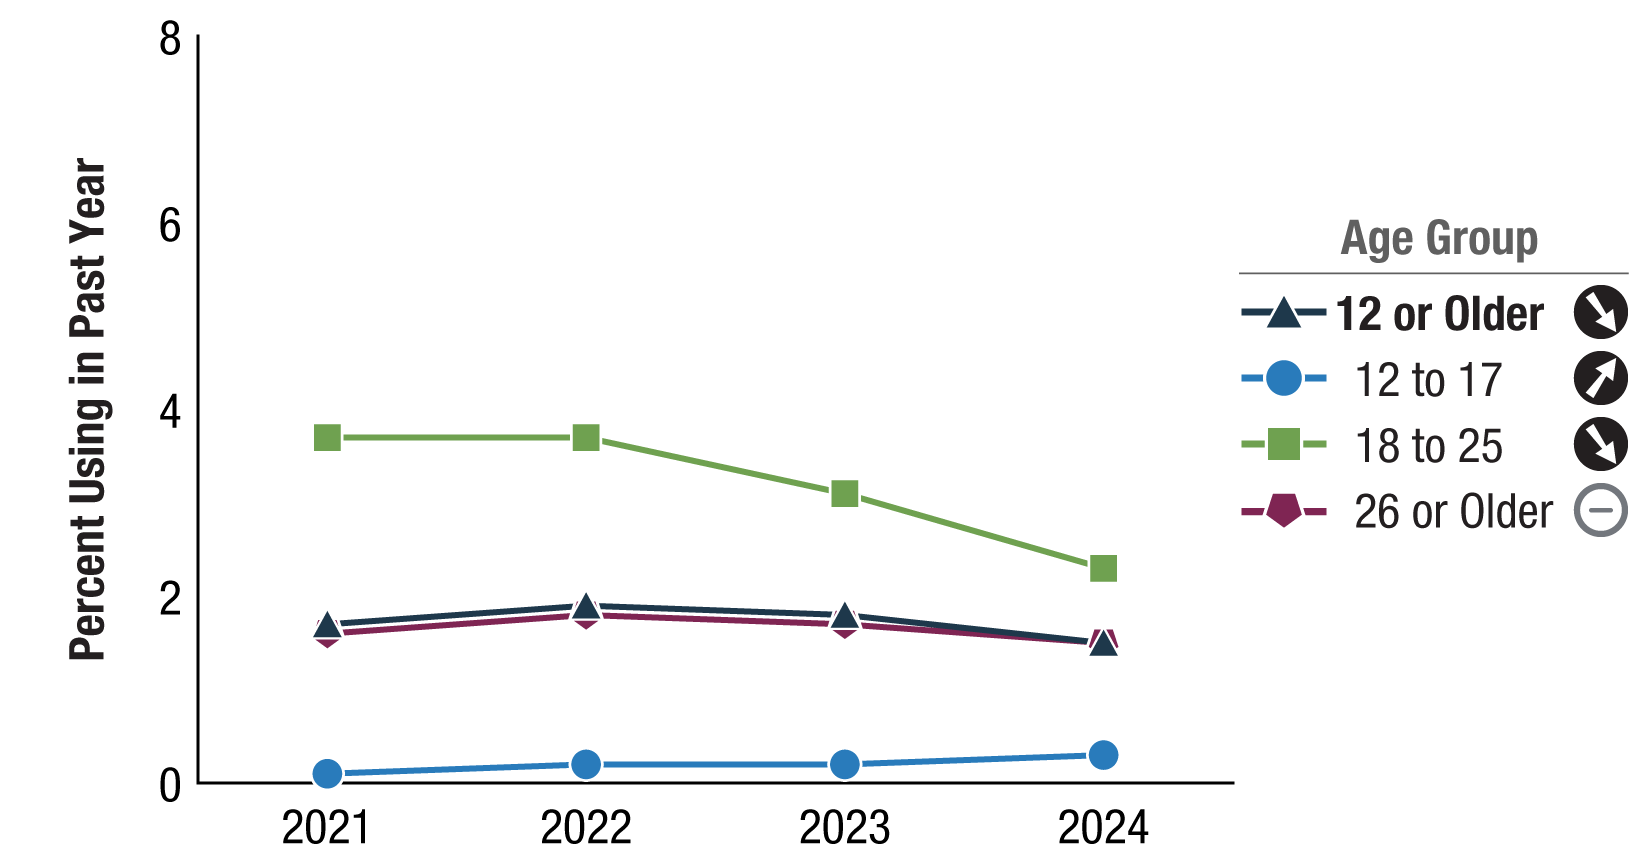 Percent Using in Past Year
8
6
4
2
0
2021 2022 2023 2024
Age Group
12 or Older
12 to 17
18 to 25
26 or Older